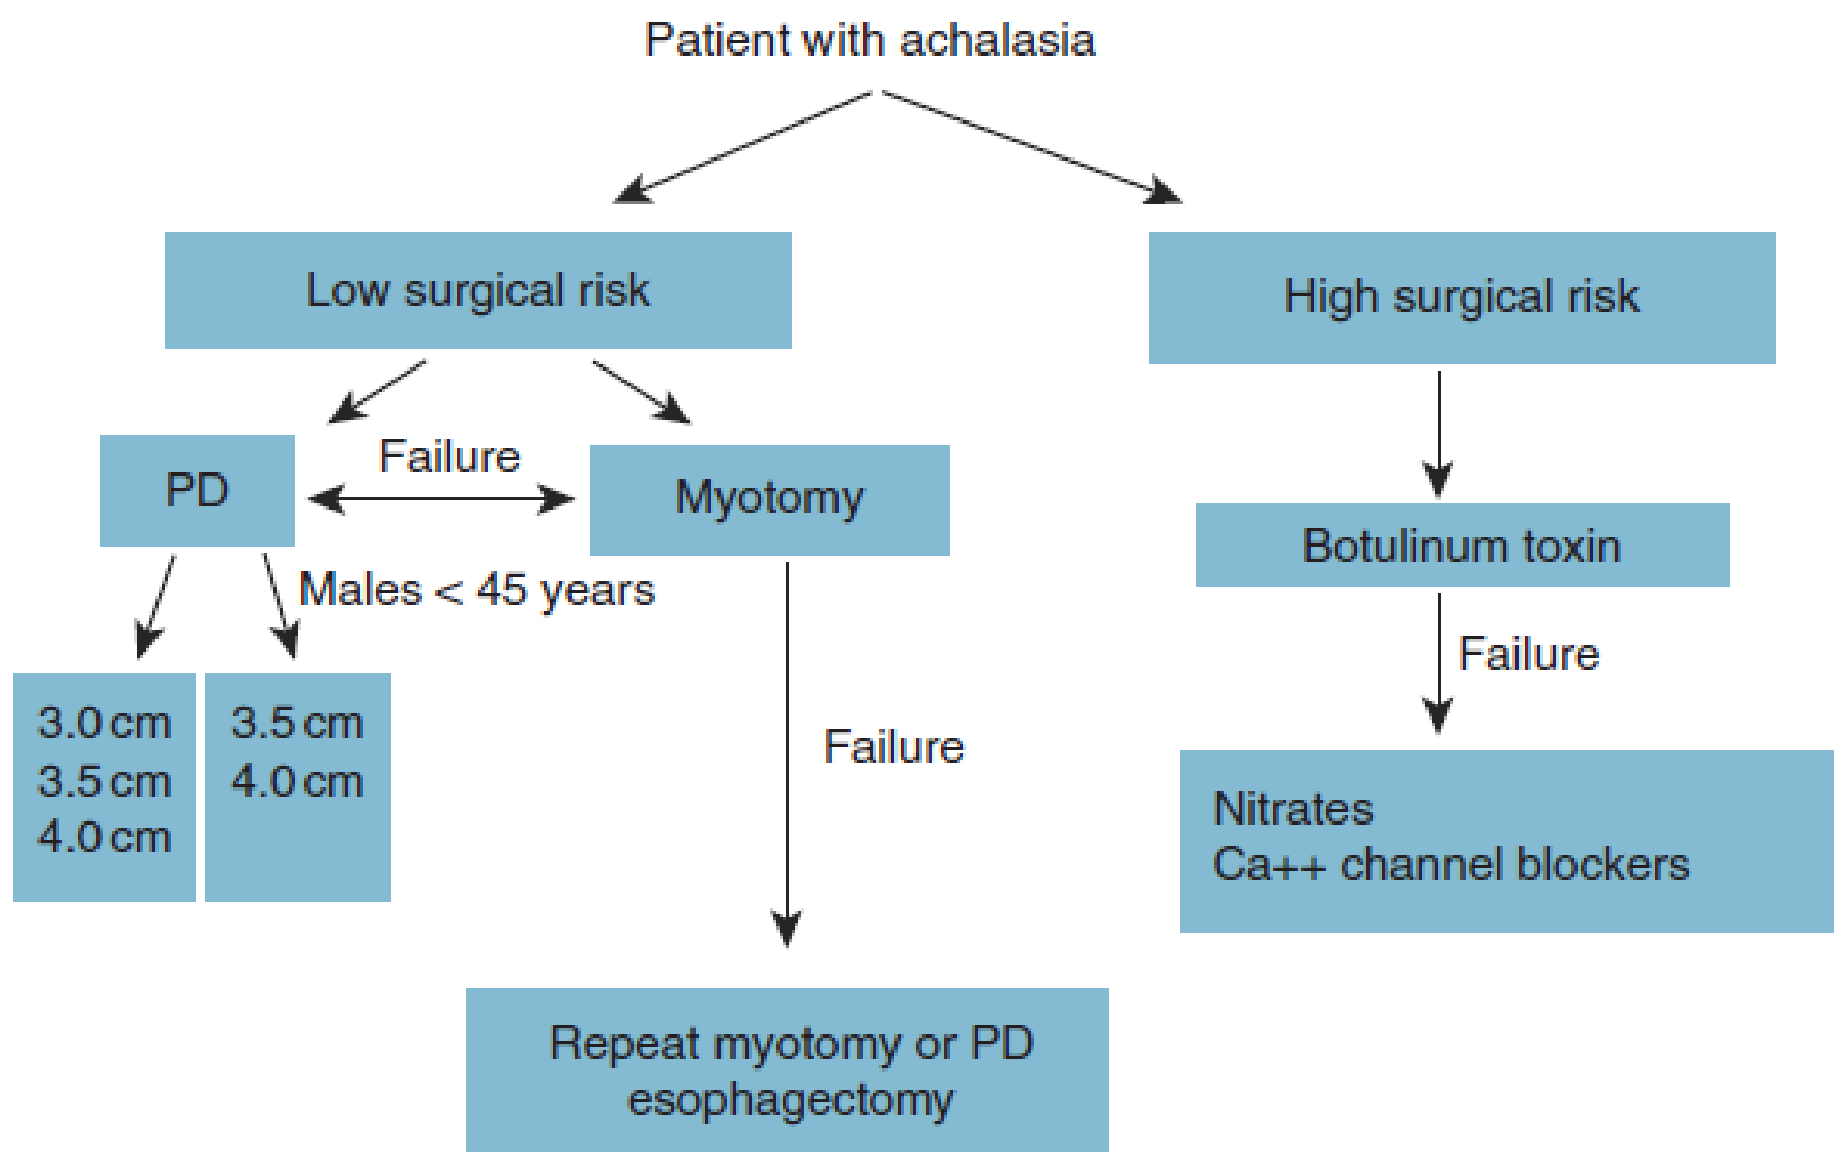 Patient with achalasia
Low surgical risk
High surgical risk
PD
Failure
Myotomy
Botulinum toxin
Males < 45 years
Failure
3.0 cm
3.5 cm
4.0 cm
3.5 cm
4.0 cm
Failure
Nitrates
Ca++ channel blockers
Repeat myotomy or PD
esophagectomy